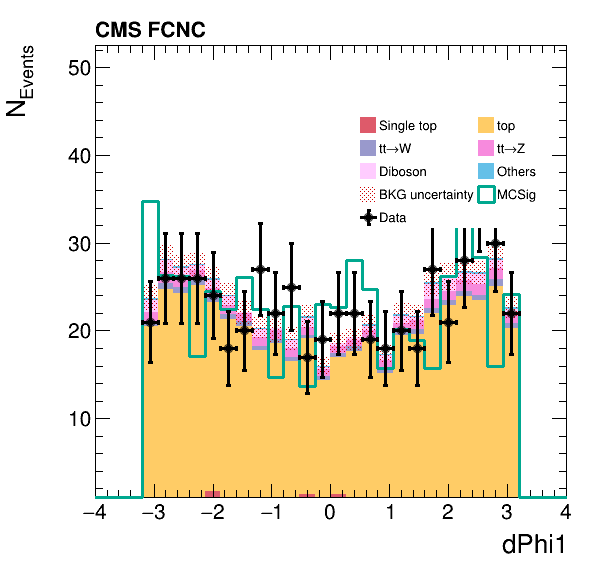 CMS FCNC
N_Events
50
40
30
20
10
Single top
top
tt→W
tt→Z
Diboson
Others
BKG uncertainty
MCSig
Data
−4 −3 −2 −1 0 1 2 3 4
dPhi1